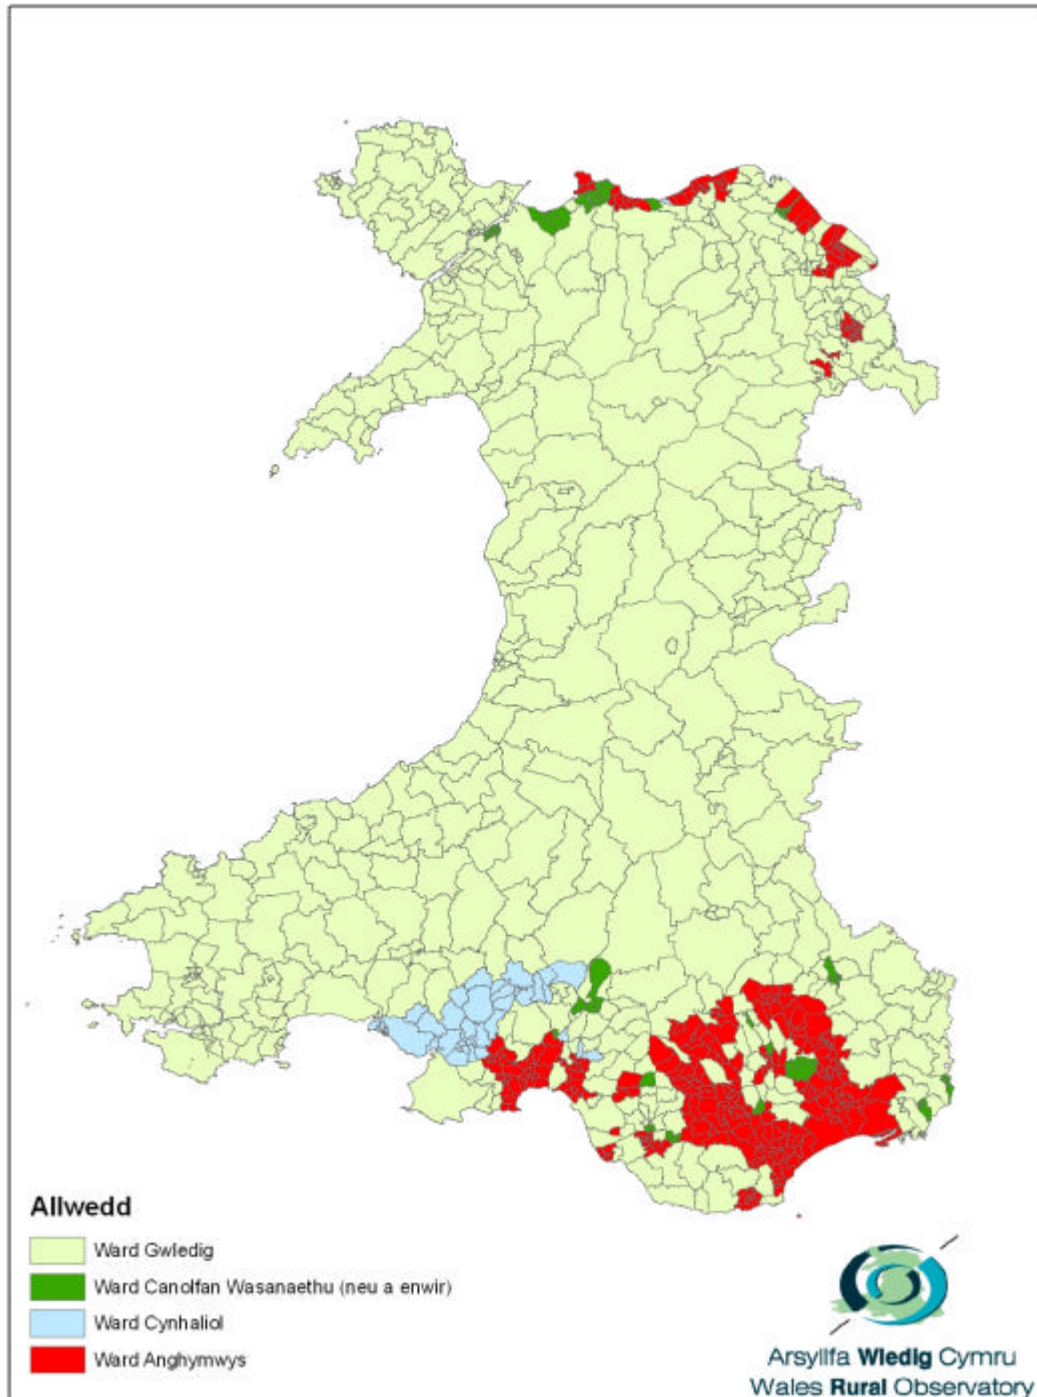 Allwedd
Ward Gwledig
Ward Canolfan Wasanaethu (neu a enwir)
Ward Cynhaliol
Ward Anghymwys
Arsyllfa Wledig Cymru
Wales Rural Observatory